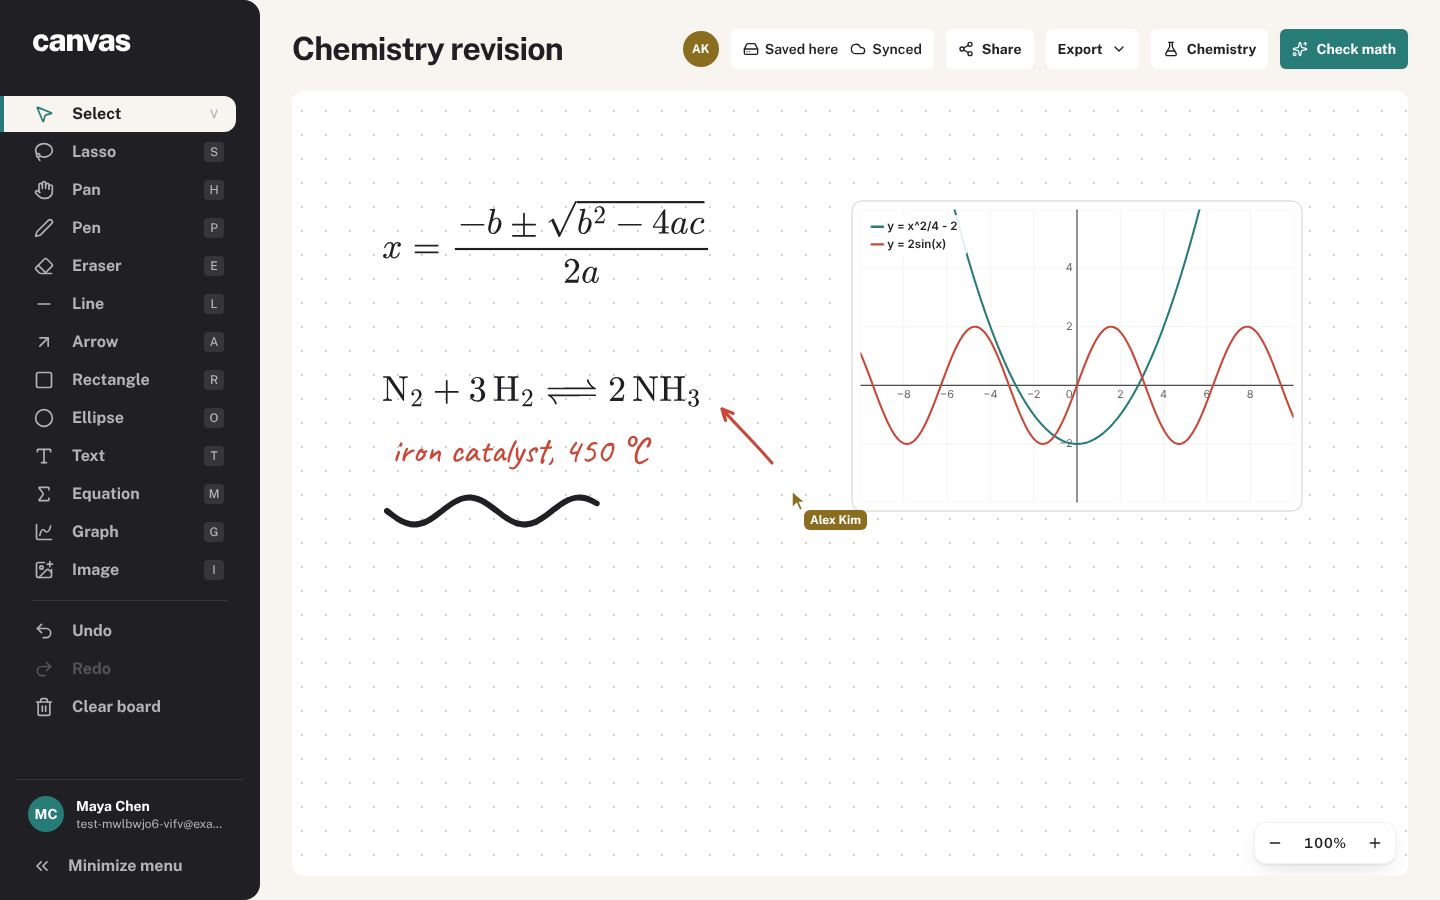 canvas
Select V
Lasso S
Pan H
Pen P
Eraser E
Line L
Arrow A
Rectangle R
Ellipse O
Text T
Equation M
Graph G
Image I
Undo
Redo
Clear board
MC
Maya Chen
test-mwlbwjo6-vifv@exa...
Minimize menu
Chemistry revision
AK
Saved here Synced
Share
Export
Chemistry
Check math
x = (−b ± √(b² − 4ac)) / 2a
N₂ + 3 H₂ ⇌ 2 NH₃
iron catalyst, 450 °C
y = x^2/4 - 2
y = 2sin(x)
4
2
−8 −6 −4 −2 0 2 4 6 8
−2
Alex Kim
− 100% +